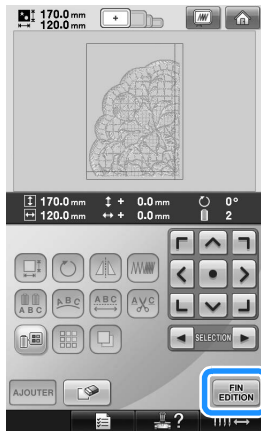 170.0 mm
120.0 mm
170.0 mm + 0.0 mm 0°
120.0 mm + 0.0 mm 2
A B C A B C A B C A B C
SELECTION
AJOUTER
FIN
EDITION
?